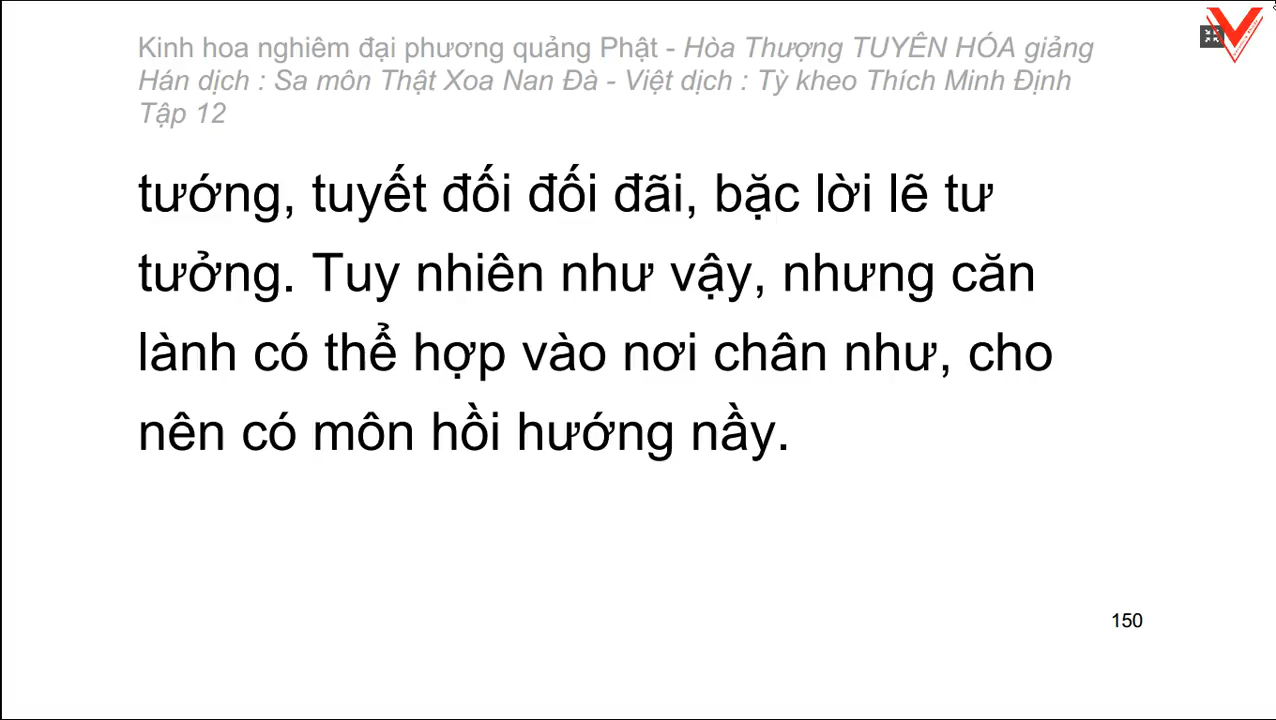 Kinh hoa nghiêm đại phương quảng Phật - Hòa Thượng TUYÊN HÓA giảng
Hán dịch : Sa môn Thật Xoa Nan Đà - Việt dịch : Tỳ kheo Thích Minh Định
Tập 12
tướng, tuyết đối đối đãi, bặc lời lẽ tư
tưởng. Tuy nhiên như vậy, nhưng căn
lành có thể hợp vào nơi chân như, cho
nên có môn hồi hướng nầy.
150